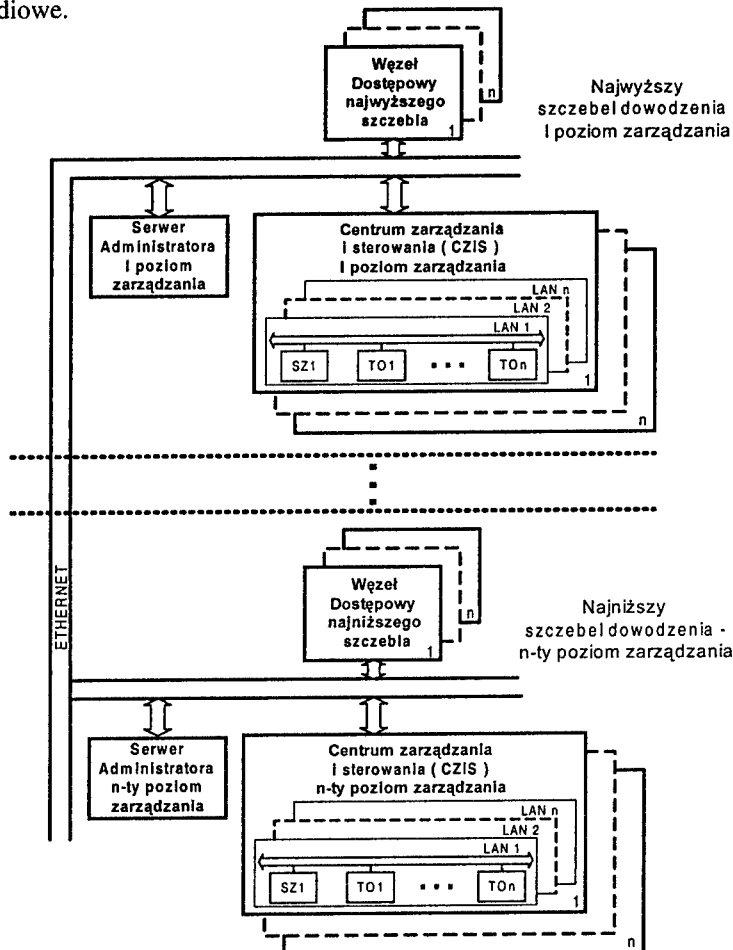 diowe.
Węzeł
Dostępowy
najwyższego
szczebla
1
n
Najwyższy
szczebel dowodzenia
I poziom zarządzania
Serwer
Administratora
I poziom
zarządzania
Centrum zarządzania
i sterowania ( CZIS )
I poziom zarządzania
LAN n
LAN 2
LAN 1
SZ1
TO1
TOn
1
n
ETHERNET
Węzeł
Dostępowy
najniższego
szczebla
1
n
Najniższy
szczebel dowodzenia -
n-ty poziom zarządzania
Serwer
Administratora
n-ty poziom
zarządzania
Centrum zarządzania
i sterowania ( CZIS )
n-ty poziom zarządzania
LAN n
LAN 2
LAN 1
SZ1
TO1
TOn
1
n